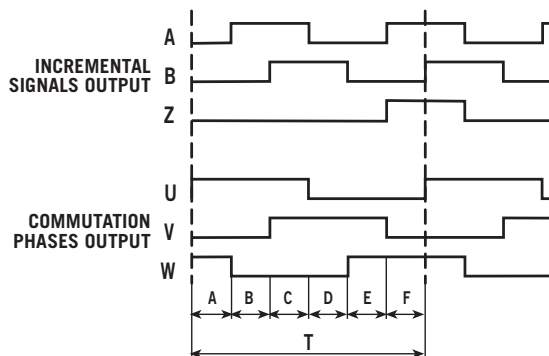 A
INCREMENTAL
SIGNALS OUTPUT
B
Z
U
COMMUTATION
PHASES OUTPUT
V
W
A B C D E F
T